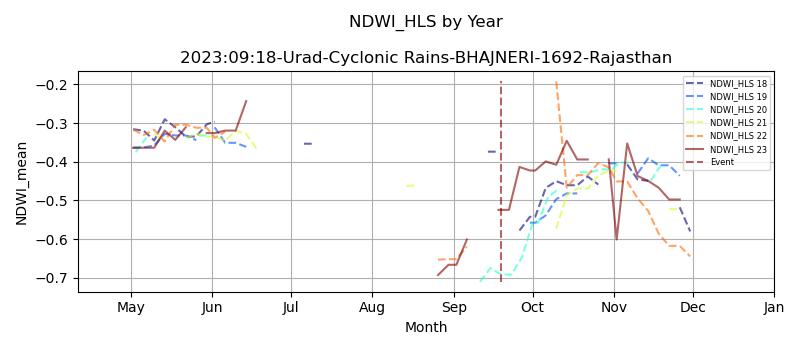 NDWI_HLS by Year
2023:09:18-Urad-Cyclonic Rains-BHAJNERI-1692-Rajasthan
−0.2
−0.3
−0.4
−0.5
−0.6
−0.7
NDWI_mean
NDWI_HLS 18
NDWI_HLS 19
NDWI_HLS 20
NDWI_HLS 21
NDWI_HLS 22
NDWI_HLS 23
Event
May Jun Jul Aug Sep Oct Nov Dec Jan
Month